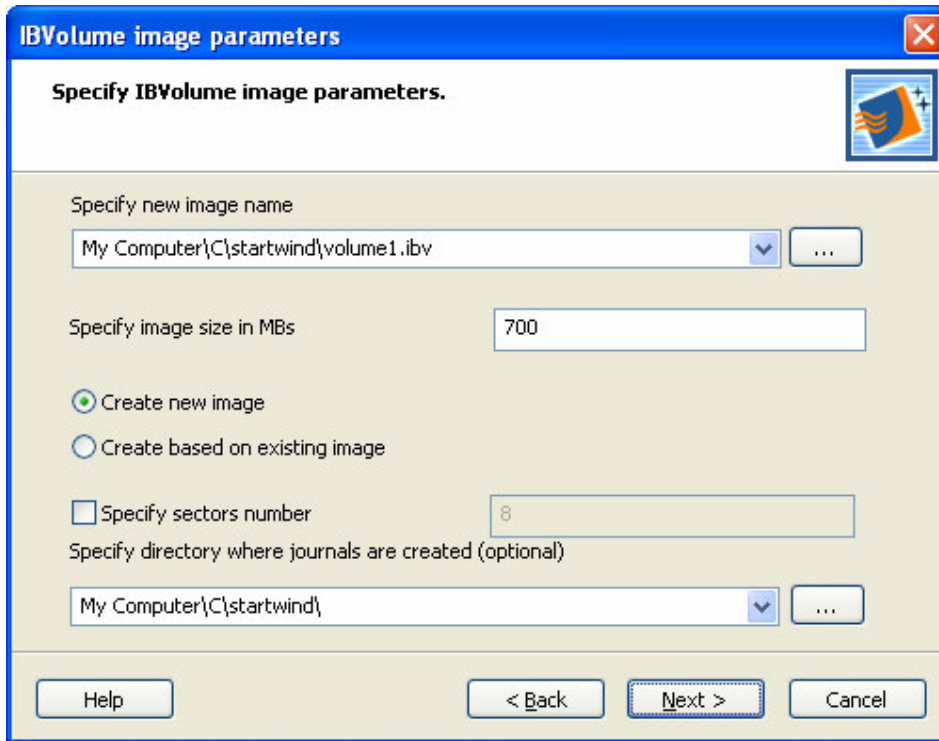 IBVolume image parameters
Specify IBVolume image parameters.
Specify new image name
My Computer\C\startwind\volume1.ibv
...
Specify image size in MBs
700
Create new image
Create based on existing image
Specify sectors number
8
Specify directory where journals are created (optional)
My Computer\C\startwind\
...
Help
< Back
Next >
Cancel